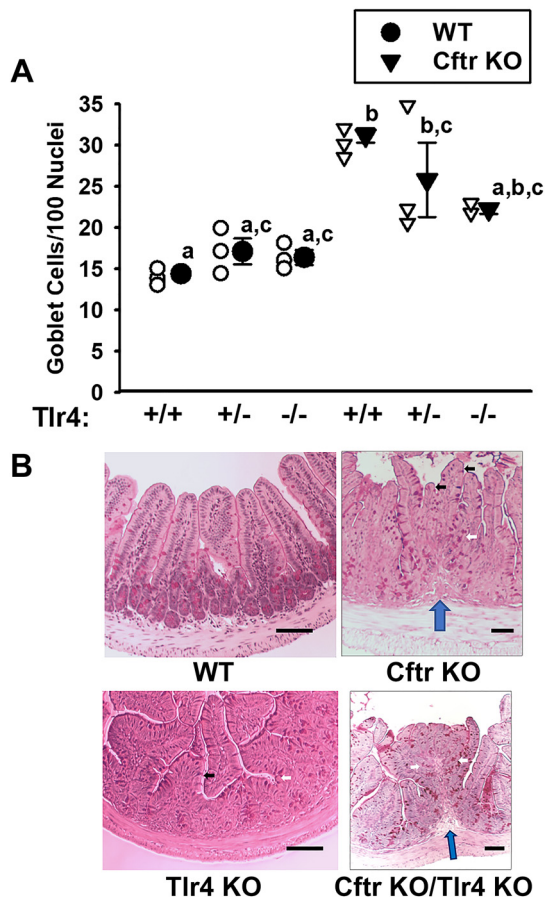 WT
Cftr KO
A
Goblet Cells/100 Nuclei
35
30
25
20
15
10
5
0
a
a,c
a,c
b
b,c
a,b,c
Tlr4: +/+ +/- -/- +/+ +/- -/-
B
WT Cftr KO
Tlr4 KO Cftr KO/Tlr4 KO